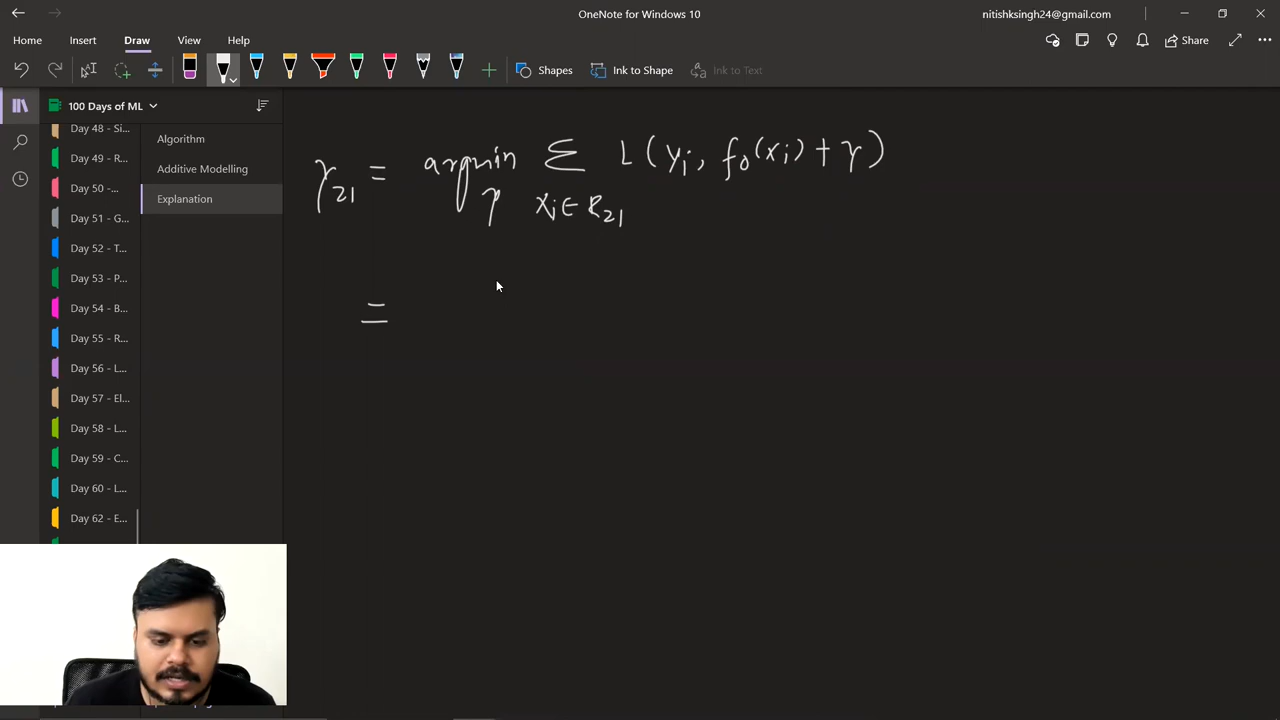 OneNote for Windows 10
nitishksingh24@gmail.com
Home Insert Draw View Help
Share
Shapes
Ink to Shape
Ink to Text
100 Days of ML
Day 48 - Si...
Day 49 - R...
Day 50 -...
Day 51 - G...
Day 52 - T...
Day 53 - P...
Day 54 - B...
Day 55 - R...
Day 56 - L...
Day 57 - El...
Day 58 - L...
Day 59 - C...
Day 60 - L...
Day 62 - E...
Algorithm
Additive Modelling
Explanation
γ21 = argmin Σ L(yi, f0(xi) + γ)
γ xi ∈ R21
=